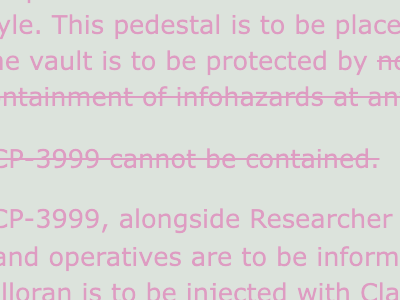 yle. This pedestal is to be place
he vault is to be protected by
ntainment of infohazards at an
CP-3999 cannot be contained.
CP-3999, alongside Researcher
and operatives are to be inform
lloran is to be injected with Cla